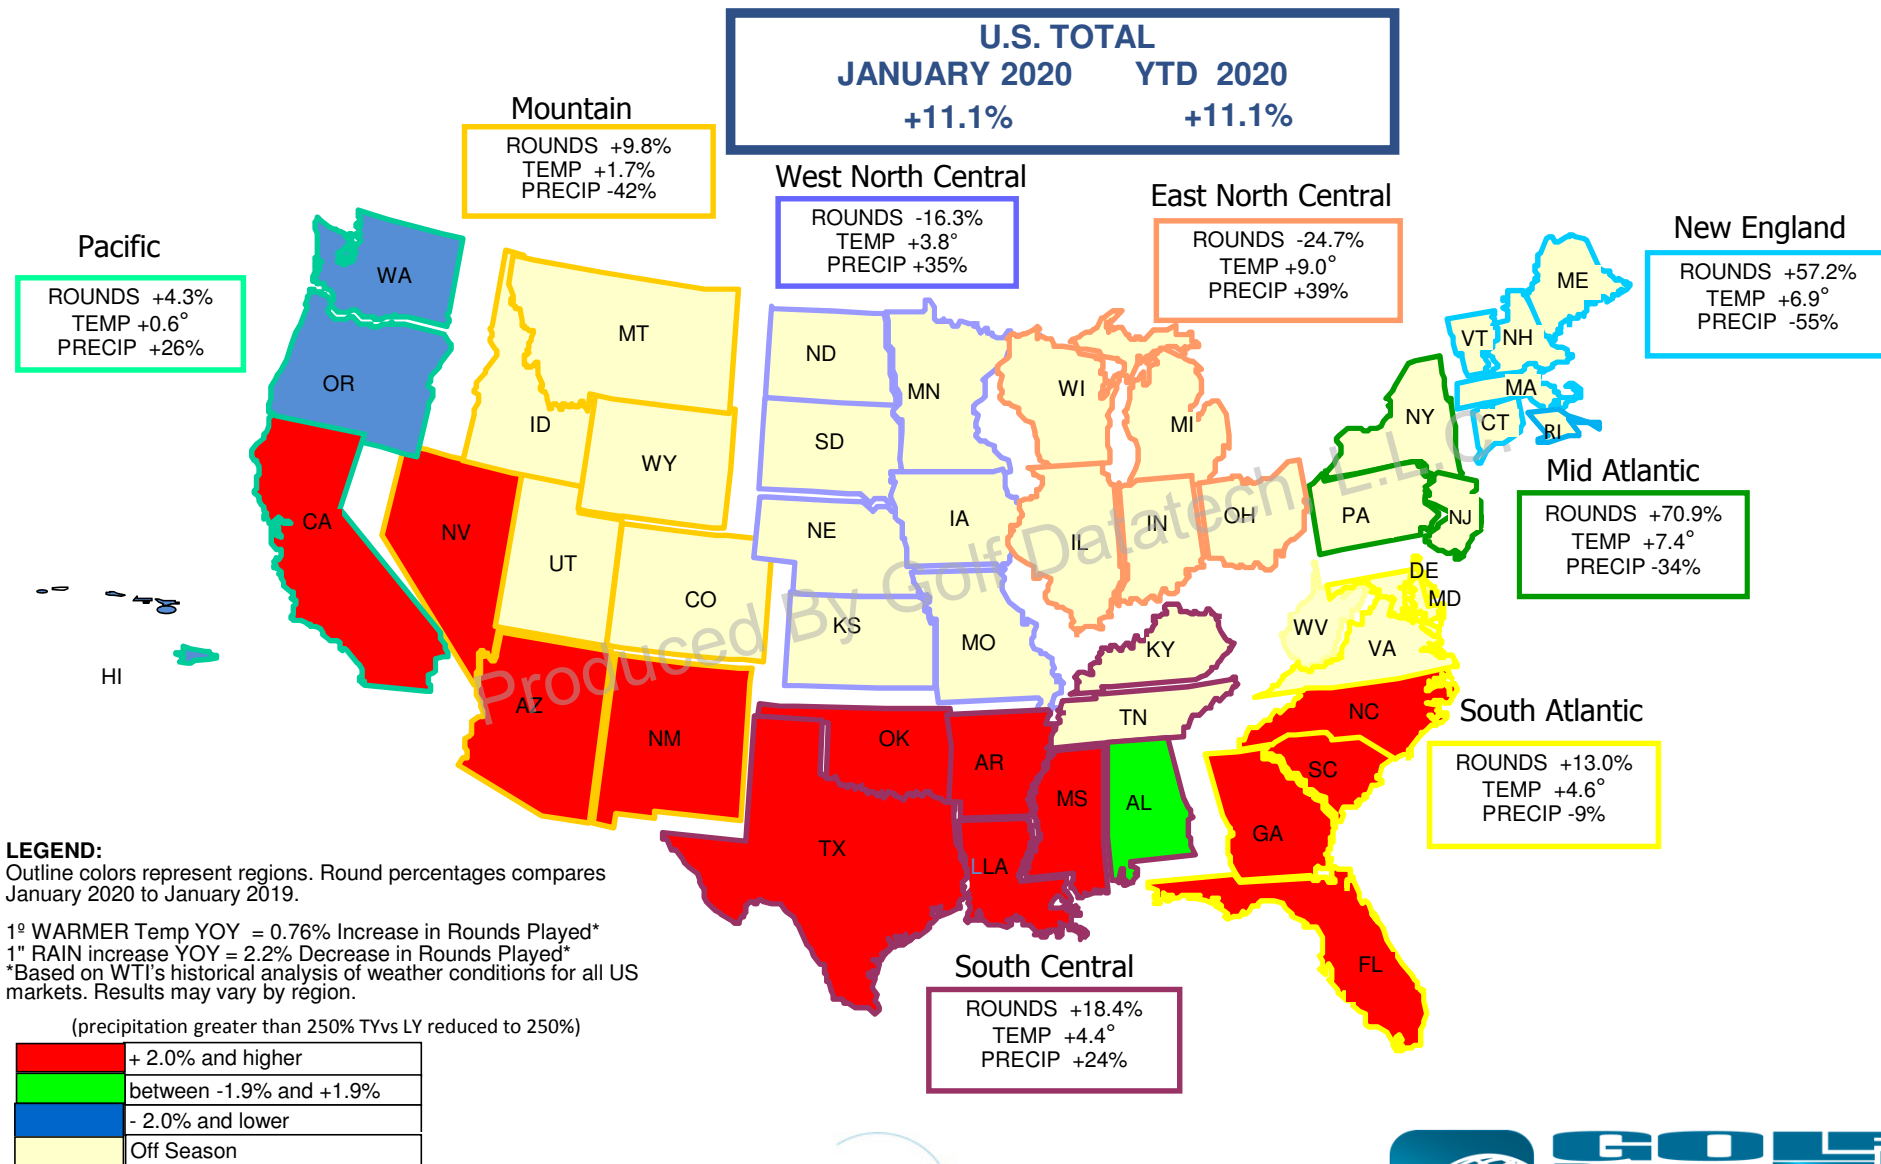 U.S. TOTAL
JANUARY 2020 YTD 2020
+11.1% +11.1%
Mountain
ROUNDS +9.8%
TEMP +1.7%
PRECIP -42%
West North Central
ROUNDS -16.3%
TEMP +3.8°
PRECIP +35%
East North Central
ROUNDS -24.7%
TEMP +9.0°
PRECIP +39%
New England
ROUNDS +57.2%
TEMP +6.9°
PRECIP -55%
Pacific
ROUNDS +4.3%
TEMP +0.6°
PRECIP +26%
WA
OR
MT
ID
WY
ND
SD
MN
WI
MI
ME
VT
NH
MA
NY
CT
RI
Mid Atlantic
ROUNDS +70.9%
TEMP +7.4°
PRECIP -34%
CA
NV
UT
CO
NE
IA
IL
IN
OH
PA
NJ
DE
MD
WV
VA
KS
MO
KY
TN
HI
AZ
NM
OK
AR
MS
AL
TX
LLA
NC
SC
GA
FL
Produced By Golf Datatech, L.L.C.
South Atlantic
ROUNDS +13.0%
TEMP +4.6°
PRECIP -9%
South Central
ROUNDS +18.4%
TEMP +4.4°
PRECIP +24%
LEGEND:
Outline colors represent regions. Round percentages compares
January 2020 to January 2019.
1º WARMER Temp YOY = 0.76% Increase in Rounds Played*
1" RAIN increase YOY = 2.2% Decrease in Rounds Played*
*Based on WTI's historical analysis of weather conditions for all US
markets. Results may vary by region.
(precipitation greater than 250% TYvs LY reduced to 250%)
+ 2.0% and higher
between -1.9% and +1.9%
- 2.0% and lower
Off Season
GOL